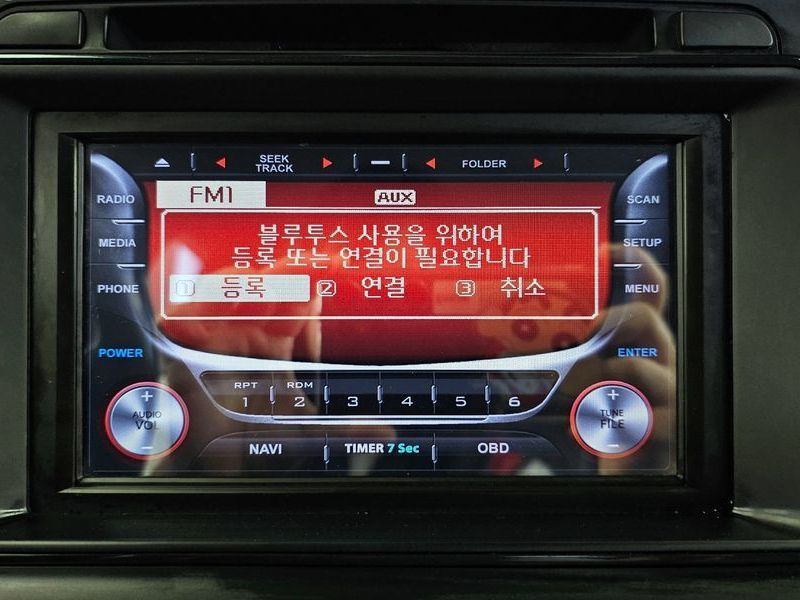 SEEK TRACK — FOLDER
RADIO FM1 AUX SCAN
MEDIA 블루투스 사용을 위하여 SETUP
등록 또는 연결이 필요합니다
PHONE 1 등록 2 연결 3 취소 MENU
POWER ENTER
RPT RDM
1 2 3 4 5 6
+ AUDIO VOL −
+ TUNE FILE −
NAVI TIMER 7 Sec OBD